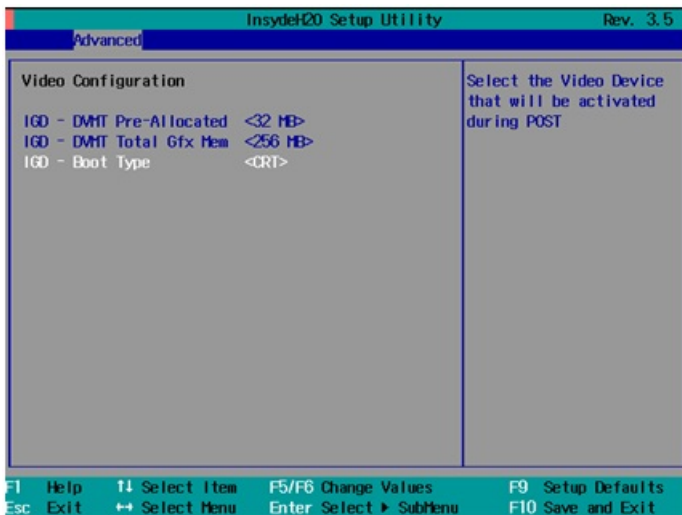 InsydeH2O Setup Utility Rev. 3.5
Advanced
Video Configuration
IGD - DVMT Pre-Allocated <32 MB>
IGD - DVMT Total Gfx Mem <256 MB>
IGD - Boot Type <CRT>
Select the Video Device
that will be activated
during POST
F1 Help ↑↓ Select Item F5/F6 Change Values F9 Setup Defaults
Esc Exit ↔ Select Menu Enter Select ▶ SubMenu F10 Save and Exit